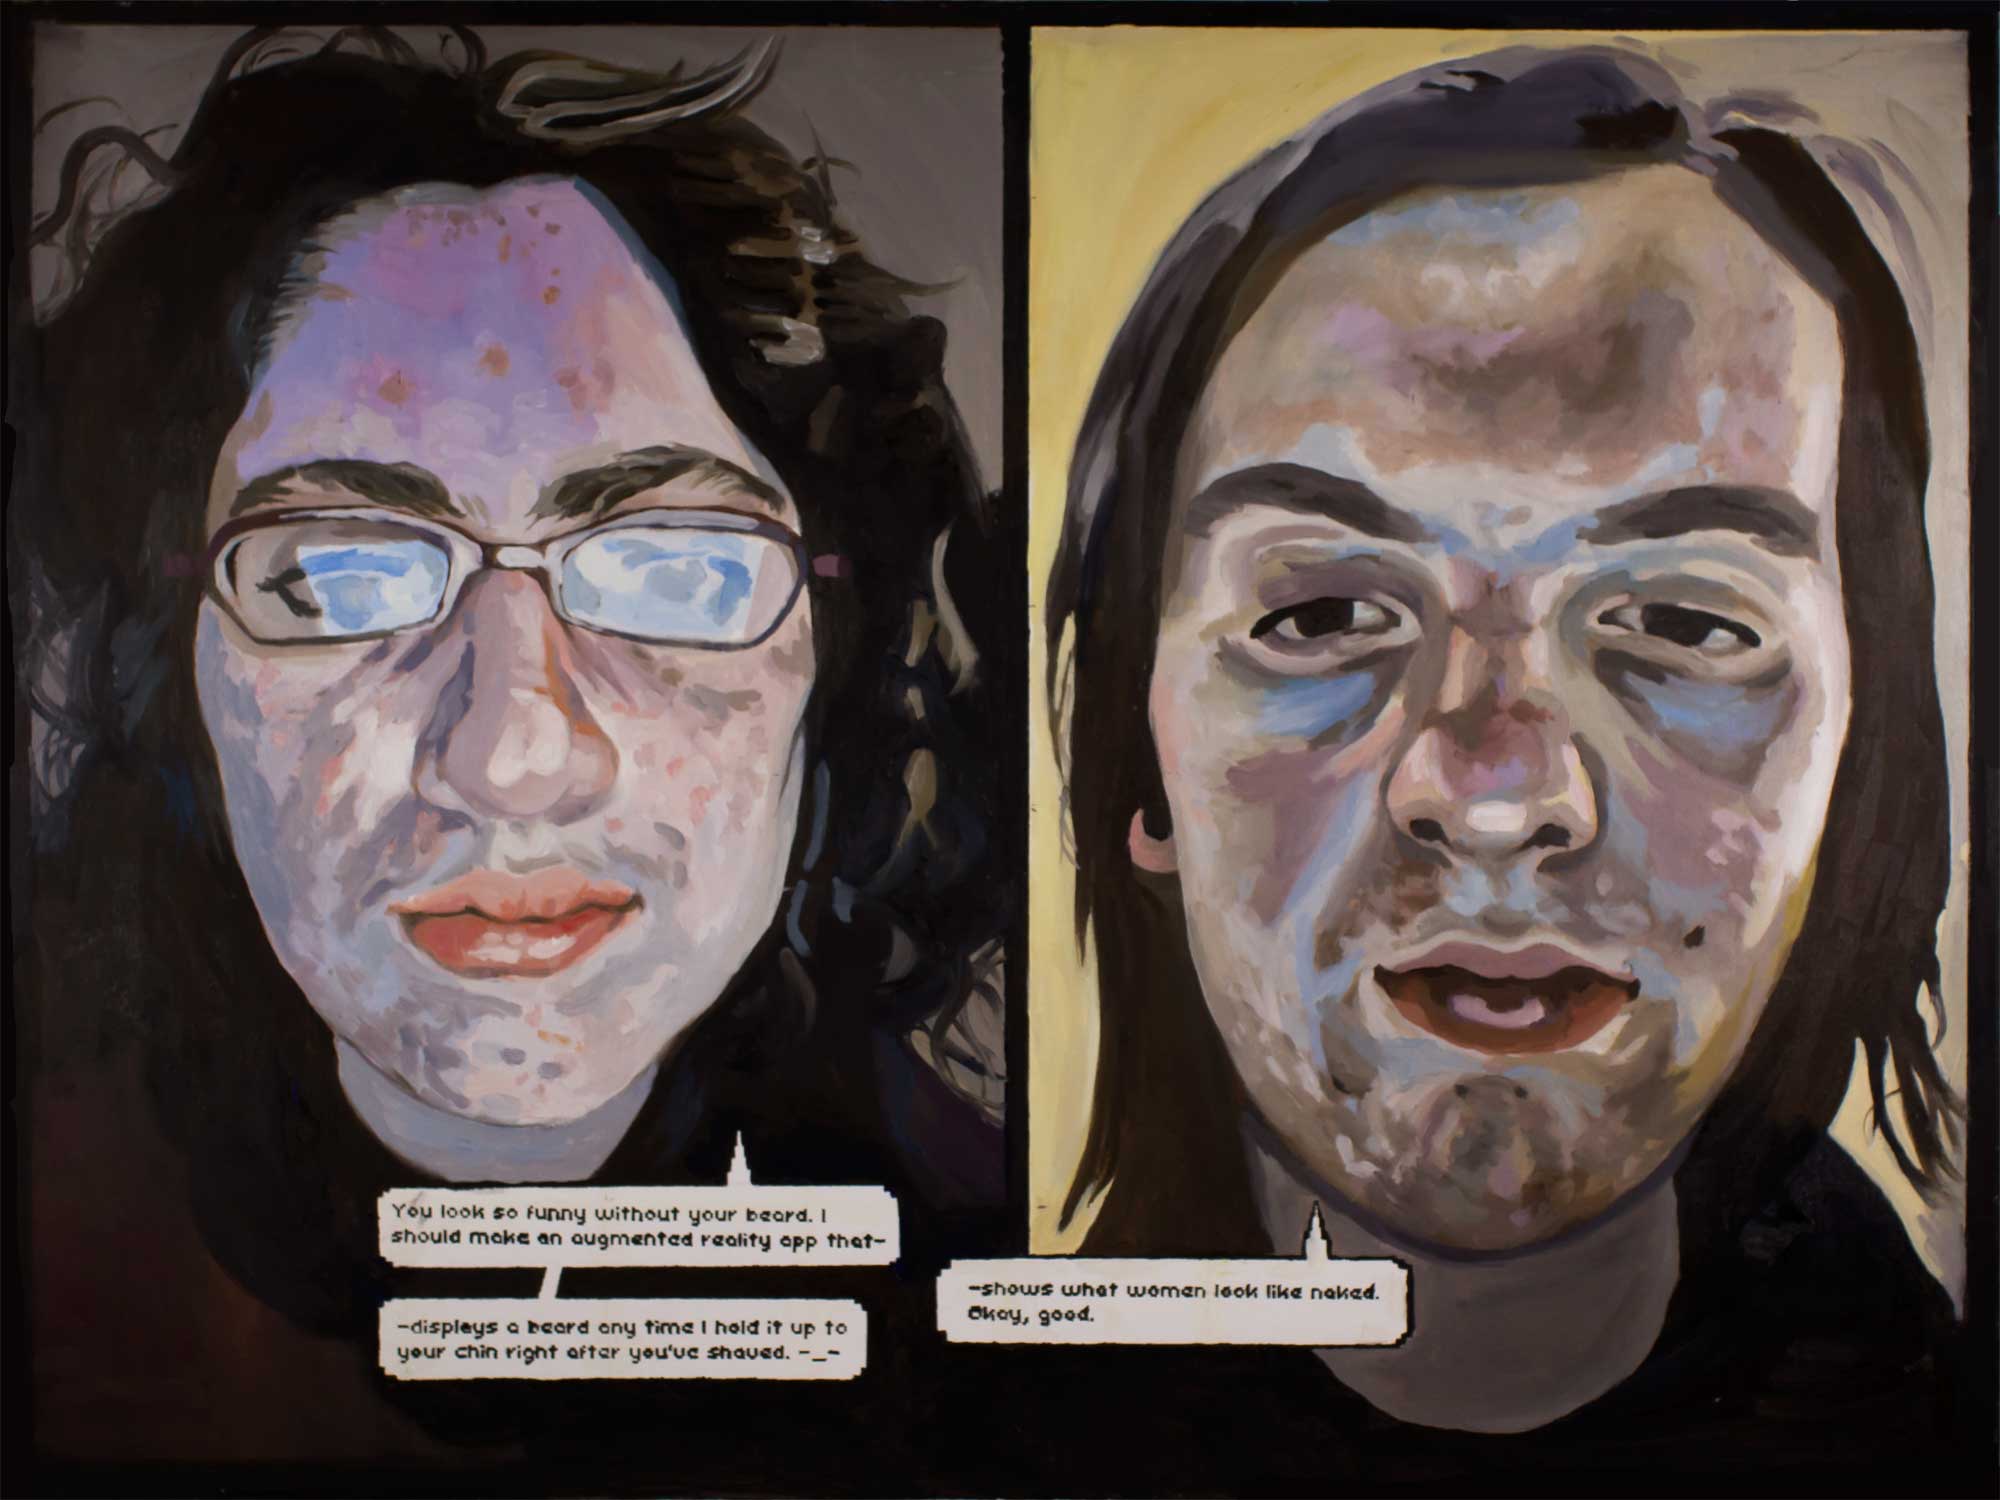 You look so funny without your beard. I
should make an augmented reality app that-
-shows what women look like naked.
Okay, good.
-displays a beard any time I hold it up to
your chin right after you've shaved. -_-